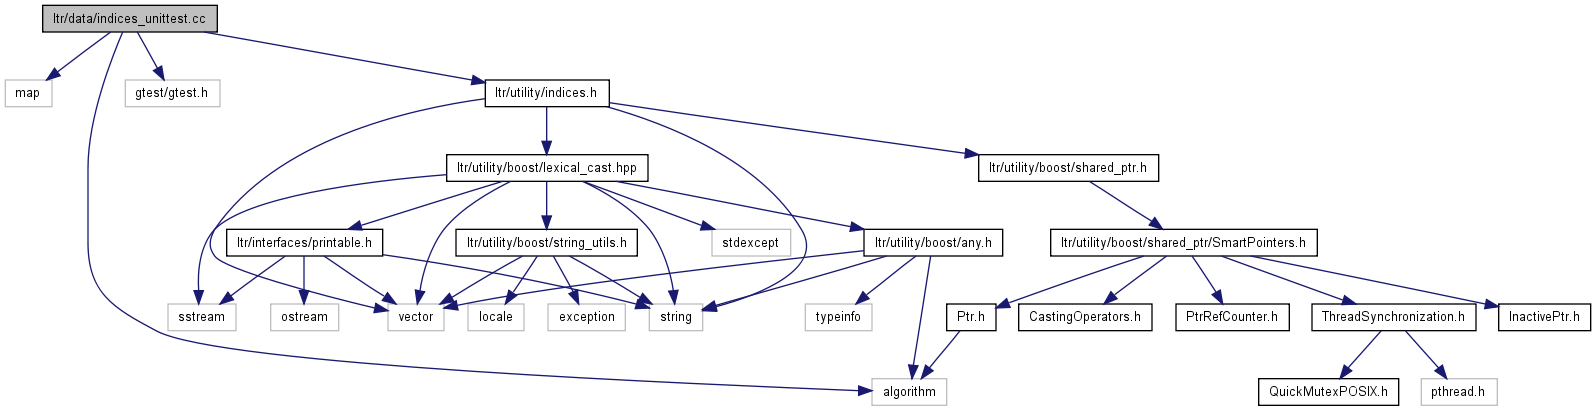 ltr/data/indices_unittest.cc
map
gtest/gtest.h
ltr/utility/indices.h
ltr/utility/boost/lexical_cast.hpp
ltr/utility/boost/shared_ptr.h
ltr/interfaces/printable.h
ltr/utility/boost/string_utils.h
stdexcept
ltr/utility/boost/any.h
ltr/utility/boost/shared_ptr/SmartPointers.h
sstream
ostream
vector
locale
exception
string
typeinfo
Ptr.h
CastingOperators.h
PtrRefCounter.h
ThreadSynchronization.h
InactivePtr.h
algorithm
QuickMutexPOSIX.h
pthread.h